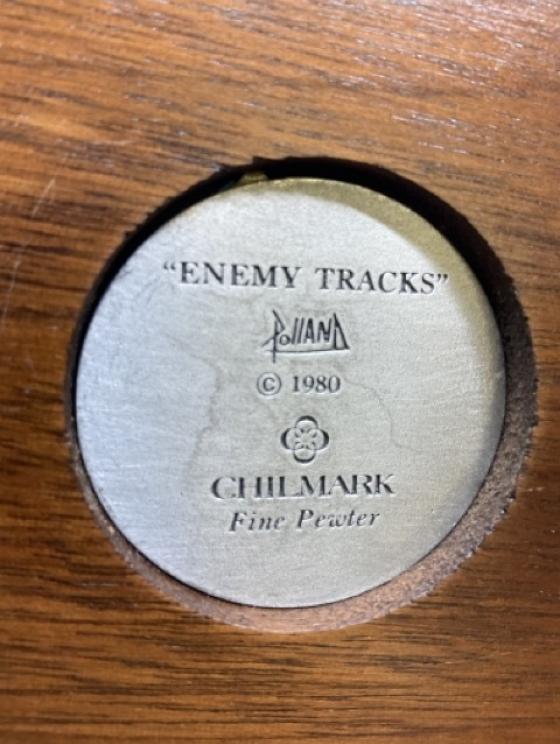 “ENEMY TRACKS”
Polland
© 1980
CHILMARK
Fine Pewter